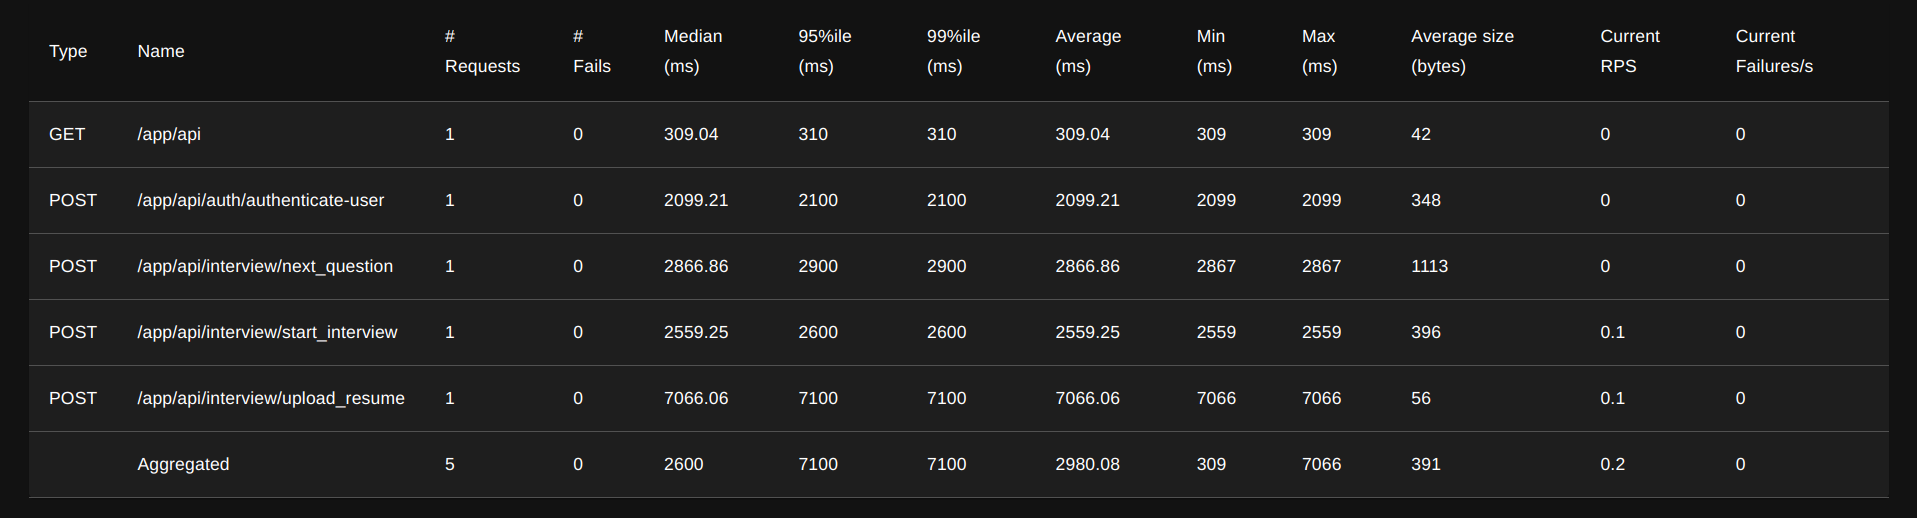 Type Name # Requests # Fails Median (ms) 95%ile (ms) 99%ile (ms) Average (ms) Min (ms) Max (ms) Average size (bytes) Current RPS Current Failures/s
GET /app/api 1 0 309.04 310 310 309.04 309 309 42 0 0
POST /app/api/auth/authenticate-user 1 0 2099.21 2100 2100 2099.21 2099 2099 348 0 0
POST /app/api/interview/next_question 1 0 2866.86 2900 2900 2866.86 2867 2867 1113 0 0
POST /app/api/interview/start_interview 1 0 2559.25 2600 2600 2559.25 2559 2559 396 0.1 0
POST /app/api/interview/upload_resume 1 0 7066.06 7100 7100 7066.06 7066 7066 56 0.1 0
Aggregated 5 0 2600 7100 7100 2980.08 309 7066 391 0.2 0